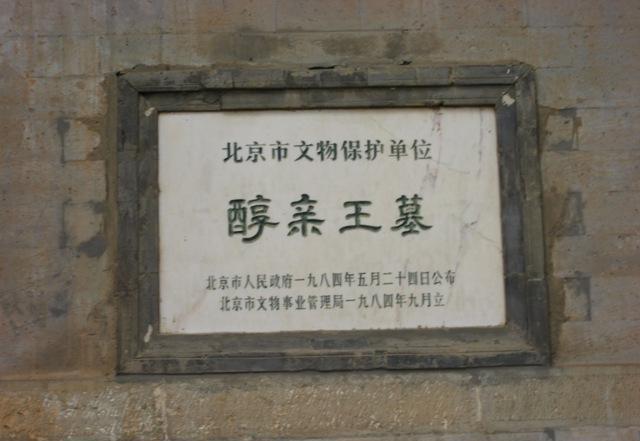 北京市文物保护单位
醇亲王墓
北京市人民政府一九八四年五月二十四日公布
北京市文物事业管理局一九八四年九月立